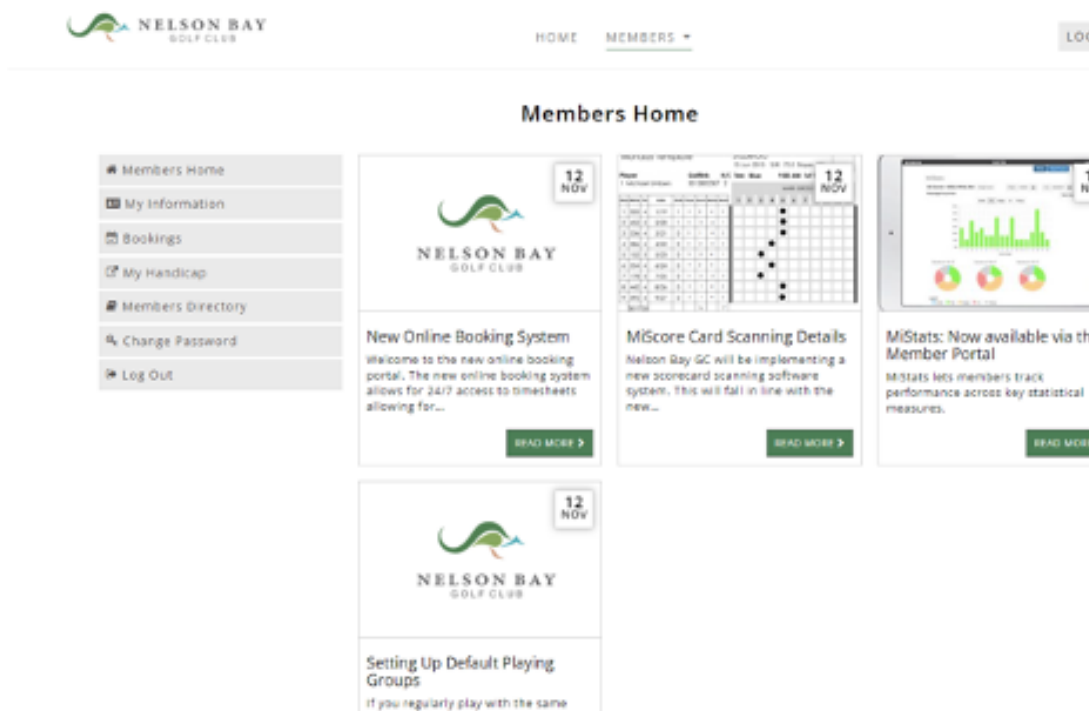 NELSON BAY
GOLF CLUB
HOME
MEMBERS
Members Home
Members Home
My Information
Bookings
My Handicap
Members Directory
Change Password
Log Out
12
NOV
NELSON BAY
GOLF CLUB
New Online Booking System
Welcome to the new online booking
portal. The new online booking system
allows for 24/7 access to timesheets
allowing for...
READ MORE
12
NOV
MiScore Card Scanning Details
Nelson Bay GC will be implementing a
new scorecard scanning software
system. This will fall in line with the
new...
READ MORE
MiStats: Now available via
Member Portal
MiStats lets members track
performance across key statistical
measures.
READ
12
NOV
NELSON BAY
GOLF CLUB
Setting Up Default Playing
Groups
If you regularly play with the same